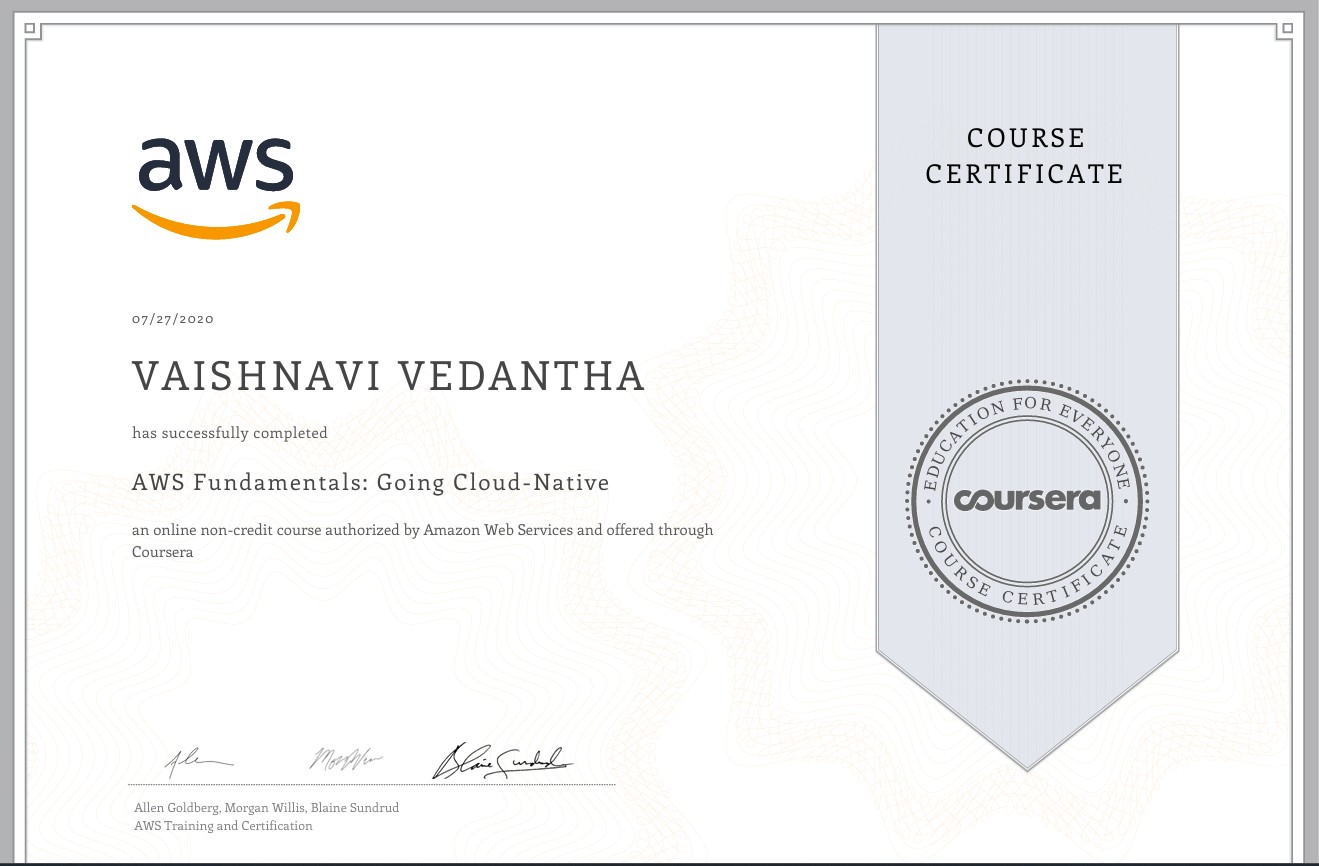 aws
COURSE
CERTIFICATE
07/27/2020
VAISHNAVI VEDANTHA
has successfully completed
AWS Fundamentals: Going Cloud-Native
an online non-credit course authorized by Amazon Web Services and offered through
Coursera
EDUCATION FOR EVERYONE
coursera
COURSE CERTIFICATE
Blaine Sundrud
Allen Goldberg, Morgan Willis, Blaine Sundrud
AWS Training and Certification